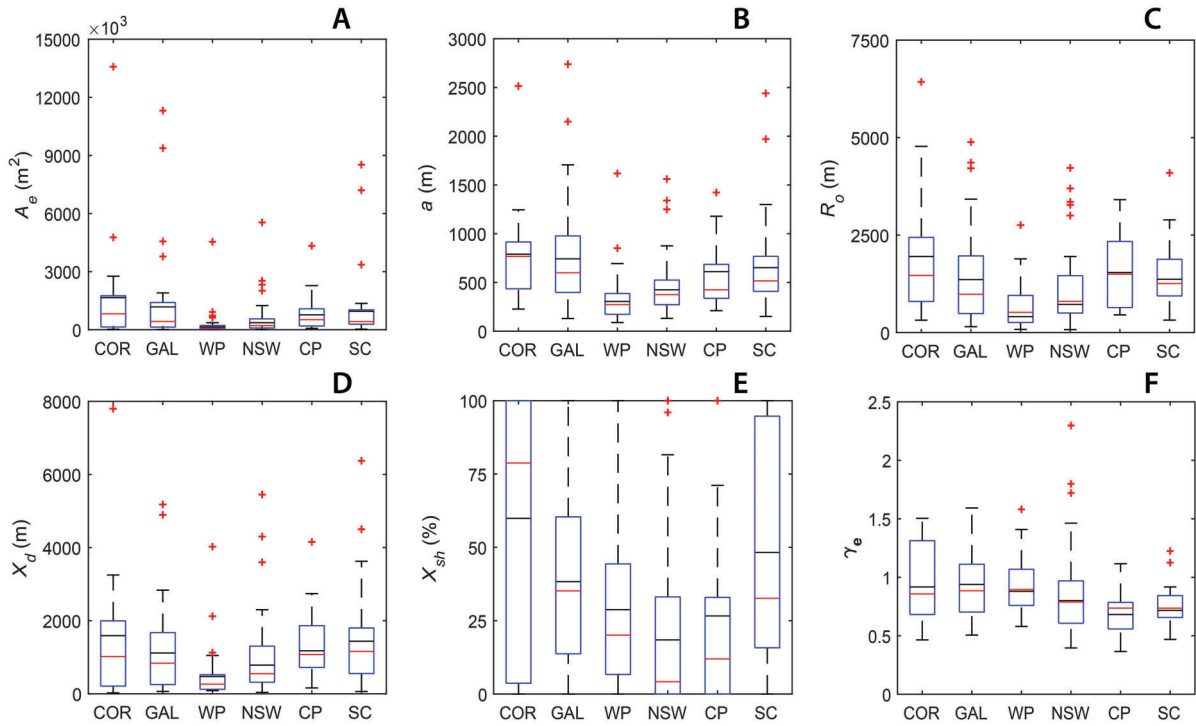 A
×10³
15000
12000
9000
6000
3000
0
Aₑ (m²)
COR GAL WP NSW CP SC
B
3000
2500
2000
1500
1000
500
0
a (m)
COR GAL WP NSW CP SC
C
7500
5000
2500
0
Rₒ (m)
COR GAL WP NSW CP SC
D
8000
6000
4000
2000
0
X_d (m)
COR GAL WP NSW CP SC
E
100
75
50
25
0
X_sh (%)
COR GAL WP NSW CP SC
F
2.5
2
1.5
1
0.5
0
γₑ
COR GAL WP NSW CP SC